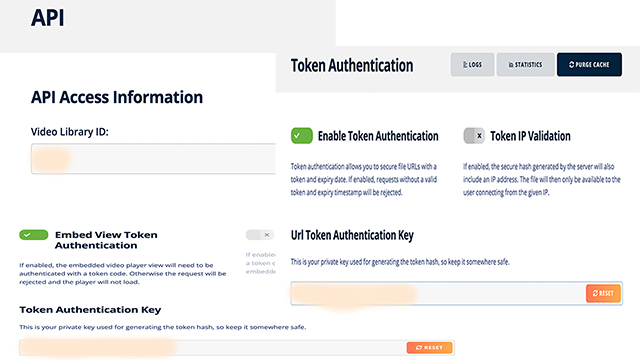 API
API Access Information
Video Library ID:
Embed View Token
Authentication
If enabled, the embedded video player view will need to be
authenticated with a token code. Otherwise the request will be
rejected and the player will not load.
If enable
a token s
embedde
Token Authentication Key
This is your private key used for generating the token hash, so keep it somewhere safe.
RESET
Token Authentication
LOGS
STATISTICS
PURGE CACHE
Enable Token Authentication
Token authentication allows you to secure file URLs with a
token and expiry date. If enabled, requests without a valid
token and expiry timestamp will be rejected.
Token IP Validation
If enabled, the secure hash generated by the server will also
include an IP address. The file will then only be available to the
user connecting from the given IP.
Url Token Authentication Key
This is your private key used for generating the token hash, so keep it somewhere safe.
RESET